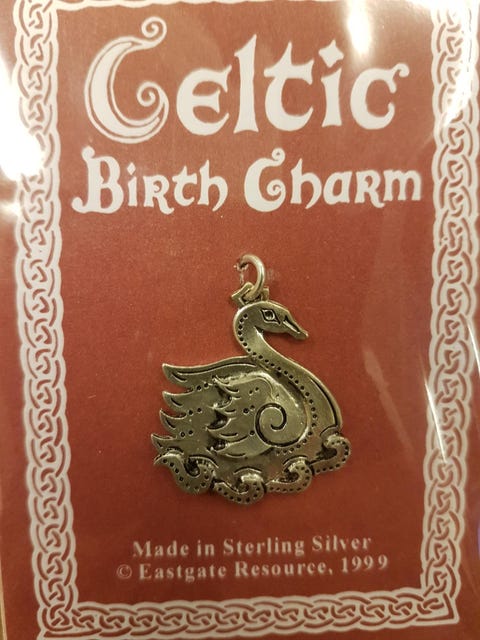 Celtic
Birth Charm
Made in Sterling Silver
© Eastgate Resource, 1999